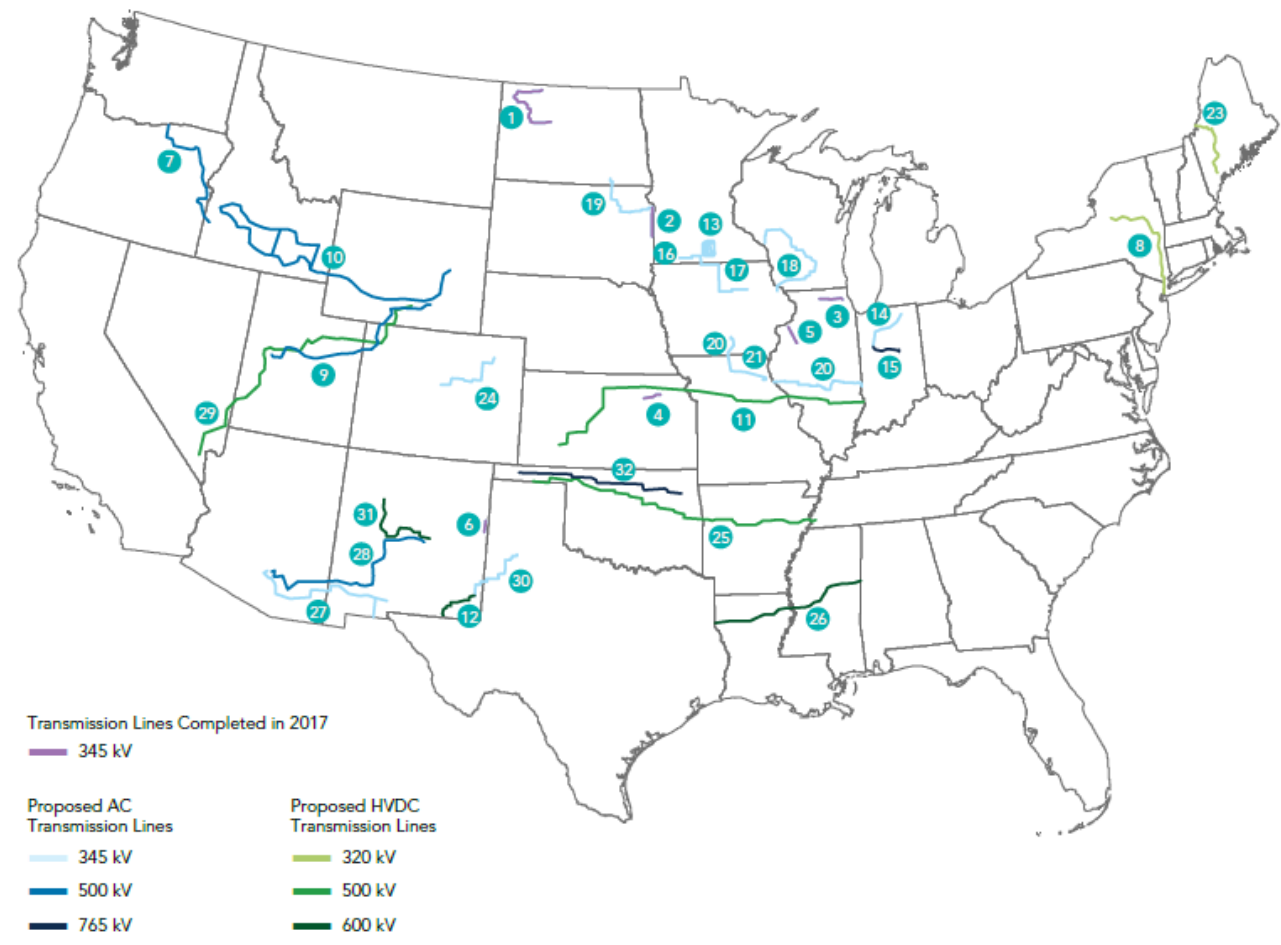 23
1
7
19
2
13
8
16
10
17
18
14
3
5
20
21
20
15
9
24
29
4
11
32
31
6
25
28
30
27
12
26
Transmission Lines Completed in 2017
345 kV
Proposed AC
Transmission Lines
345 kV
500 kV
765 kV
Proposed HVDC
Transmission Lines
320 kV
500 kV
600 kV